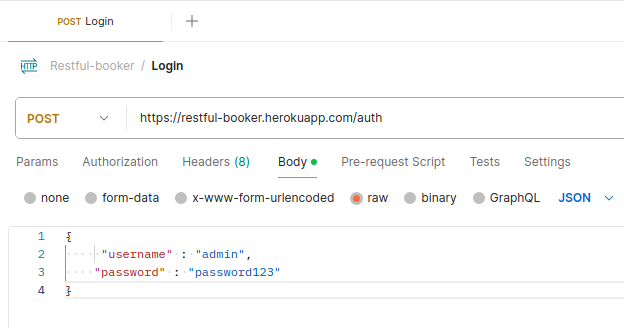 POST Login
HTTP Restful-booker / Login
POST https://restful-booker.herokuapp.com/auth
Params Authorization Headers (8) Body Pre-request Script Tests Settings
none form-data x-www-form-urlencoded raw binary GraphQL JSON
1 {
2 "username" : "admin",
3 "password" : "password123"
4 }